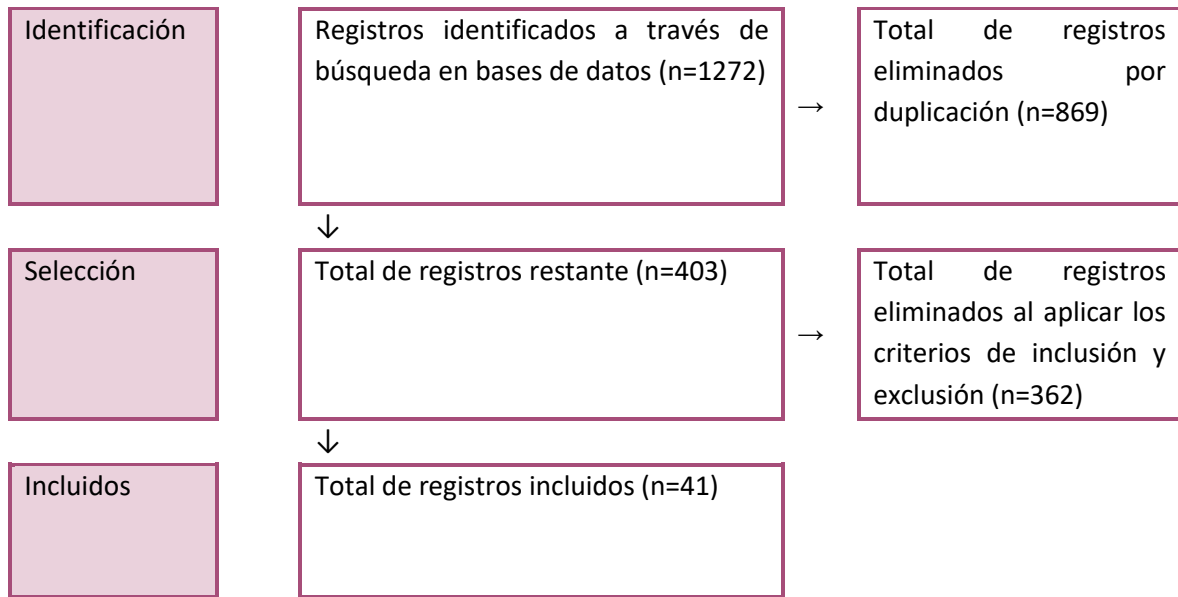 Identificación
Registros identificados a través de
búsqueda en bases de datos (n=1272)
→
Total de registros
eliminados por
duplicación (n=869)
↓
Selección
Total de registros restante (n=403)
→
Total de registros
eliminados al aplicar los
criterios de inclusión y
exclusión (n=362)
↓
Incluidos
Total de registros incluidos (n=41)